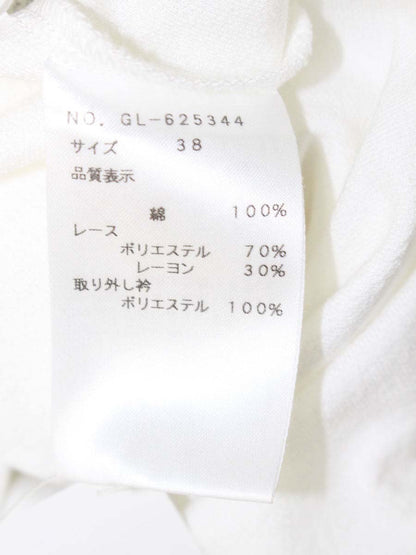 NO. GL-625344
サイズ 38
品質表示
綿 100%
レース
ポリエステル 70%
レーヨン 30%
取り外し衿
ポリエステル 100%